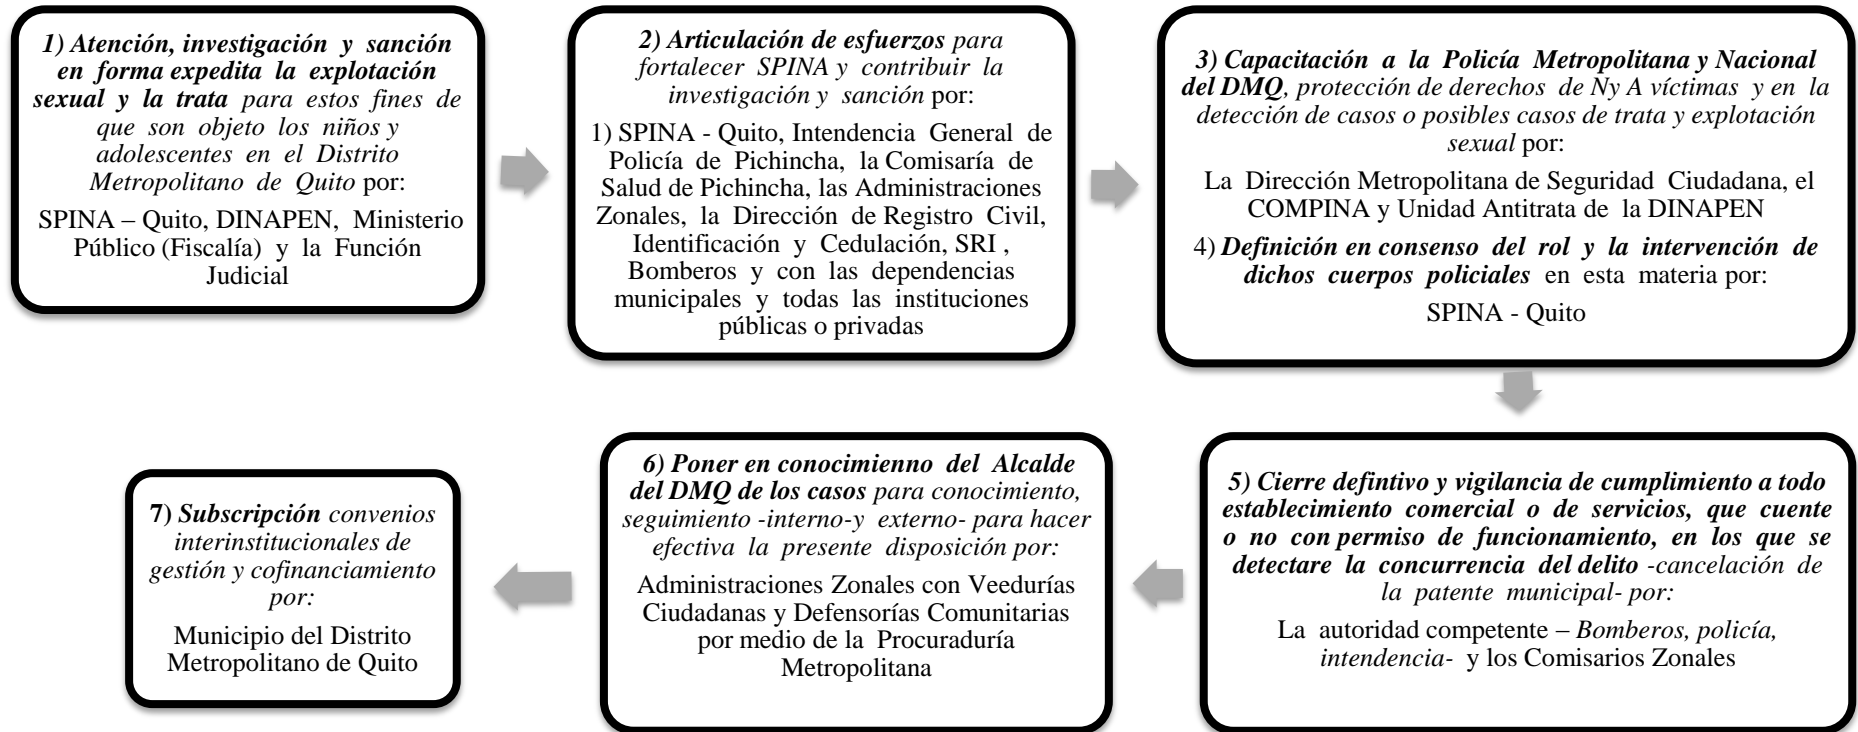 1) Atención, investigación y sanción
en forma expedita la explotación
sexual y la trata para estos fines de
que son objeto los niños y
adolescentes en el Distrito
Metropolitano de Quito por:
SPINA – Quito, DINAPEN, Ministerio
Público (Fiscalía) y la Función
Judicial
2) Articulación de esfuerzos para
fortalecer SPINA y contribuir la
investigación y sanción por:
1) SPINA - Quito, Intendencia General de
Policía de Pichincha, la Comisaría de
Salud de Pichincha, las Administraciones
Zonales, la Dirección de Registro Civil,
Identificación y Cedulación, SRI ,
Bomberos y con las dependencias
municipales y todas las instituciones
públicas o privadas
3) Capacitación a la Policía Metropolitana y Nacional
del DMQ, protección de derechos de Ny A víctimas y en la
detección de casos o posibles casos de trata y explotación
sexual por:
La Dirección Metropolitana de Seguridad Ciudadana, el
COMPINA y Unidad Antitrata de la DINAPEN
4) Definición en consenso del rol y la intervención de
dichos cuerpos policiales en esta materia por:
SPINA - Quito
5) Cierre defintivo y vigilancia de cumplimiento a todo
establecimiento comercial o de servicios, que cuente
o no con permiso de funcionamiento, en los que se
detectare la concurrencia del delito -cancelación de
la patente municipal- por:
La autoridad competente – Bomberos, policía,
intendencia- y los Comisarios Zonales
6) Poner en conocimienno del Alcalde
del DMQ de los casos para conocimiento,
seguimiento -interno-y externo- para hacer
efectiva la presente disposición por:
Administraciones Zonales con Veedurías
Ciudadanas y Defensorías Comunitarias
por medio de la Procuraduría
Metropolitana
7) Subscripción convenios
interinstitucionales de
gestión y cofinanciamiento
por:
Municipio del Distrito
Metropolitano de Quito